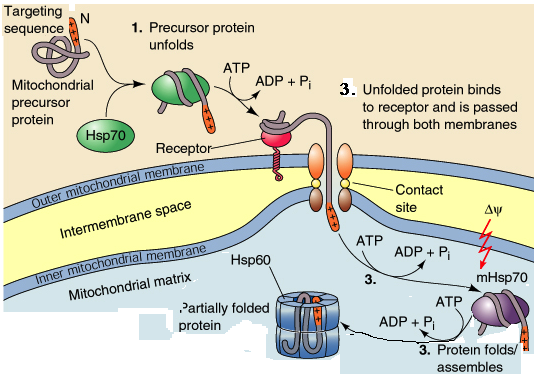 Targeting
sequence
N
1. Precursor protein
unfolds
Mitochondrial
precursor
protein
Hsp70
ATP
ADP + Pi
3. Unfolded protein binds
to receptor and is passed
through both membranes
Receptor
Outer mitochondrial membrane
Intermembrane space
Contact
site
Inner mitochondrial membrane
Mitochondrial matrix
Δψ
ATP
ADP + Pi
3.
mHsp70
Hsp60
Partially folded
protein
ATP
ADP + Pi
3. Protein folds/
assembles
+++
+++
+++
+++